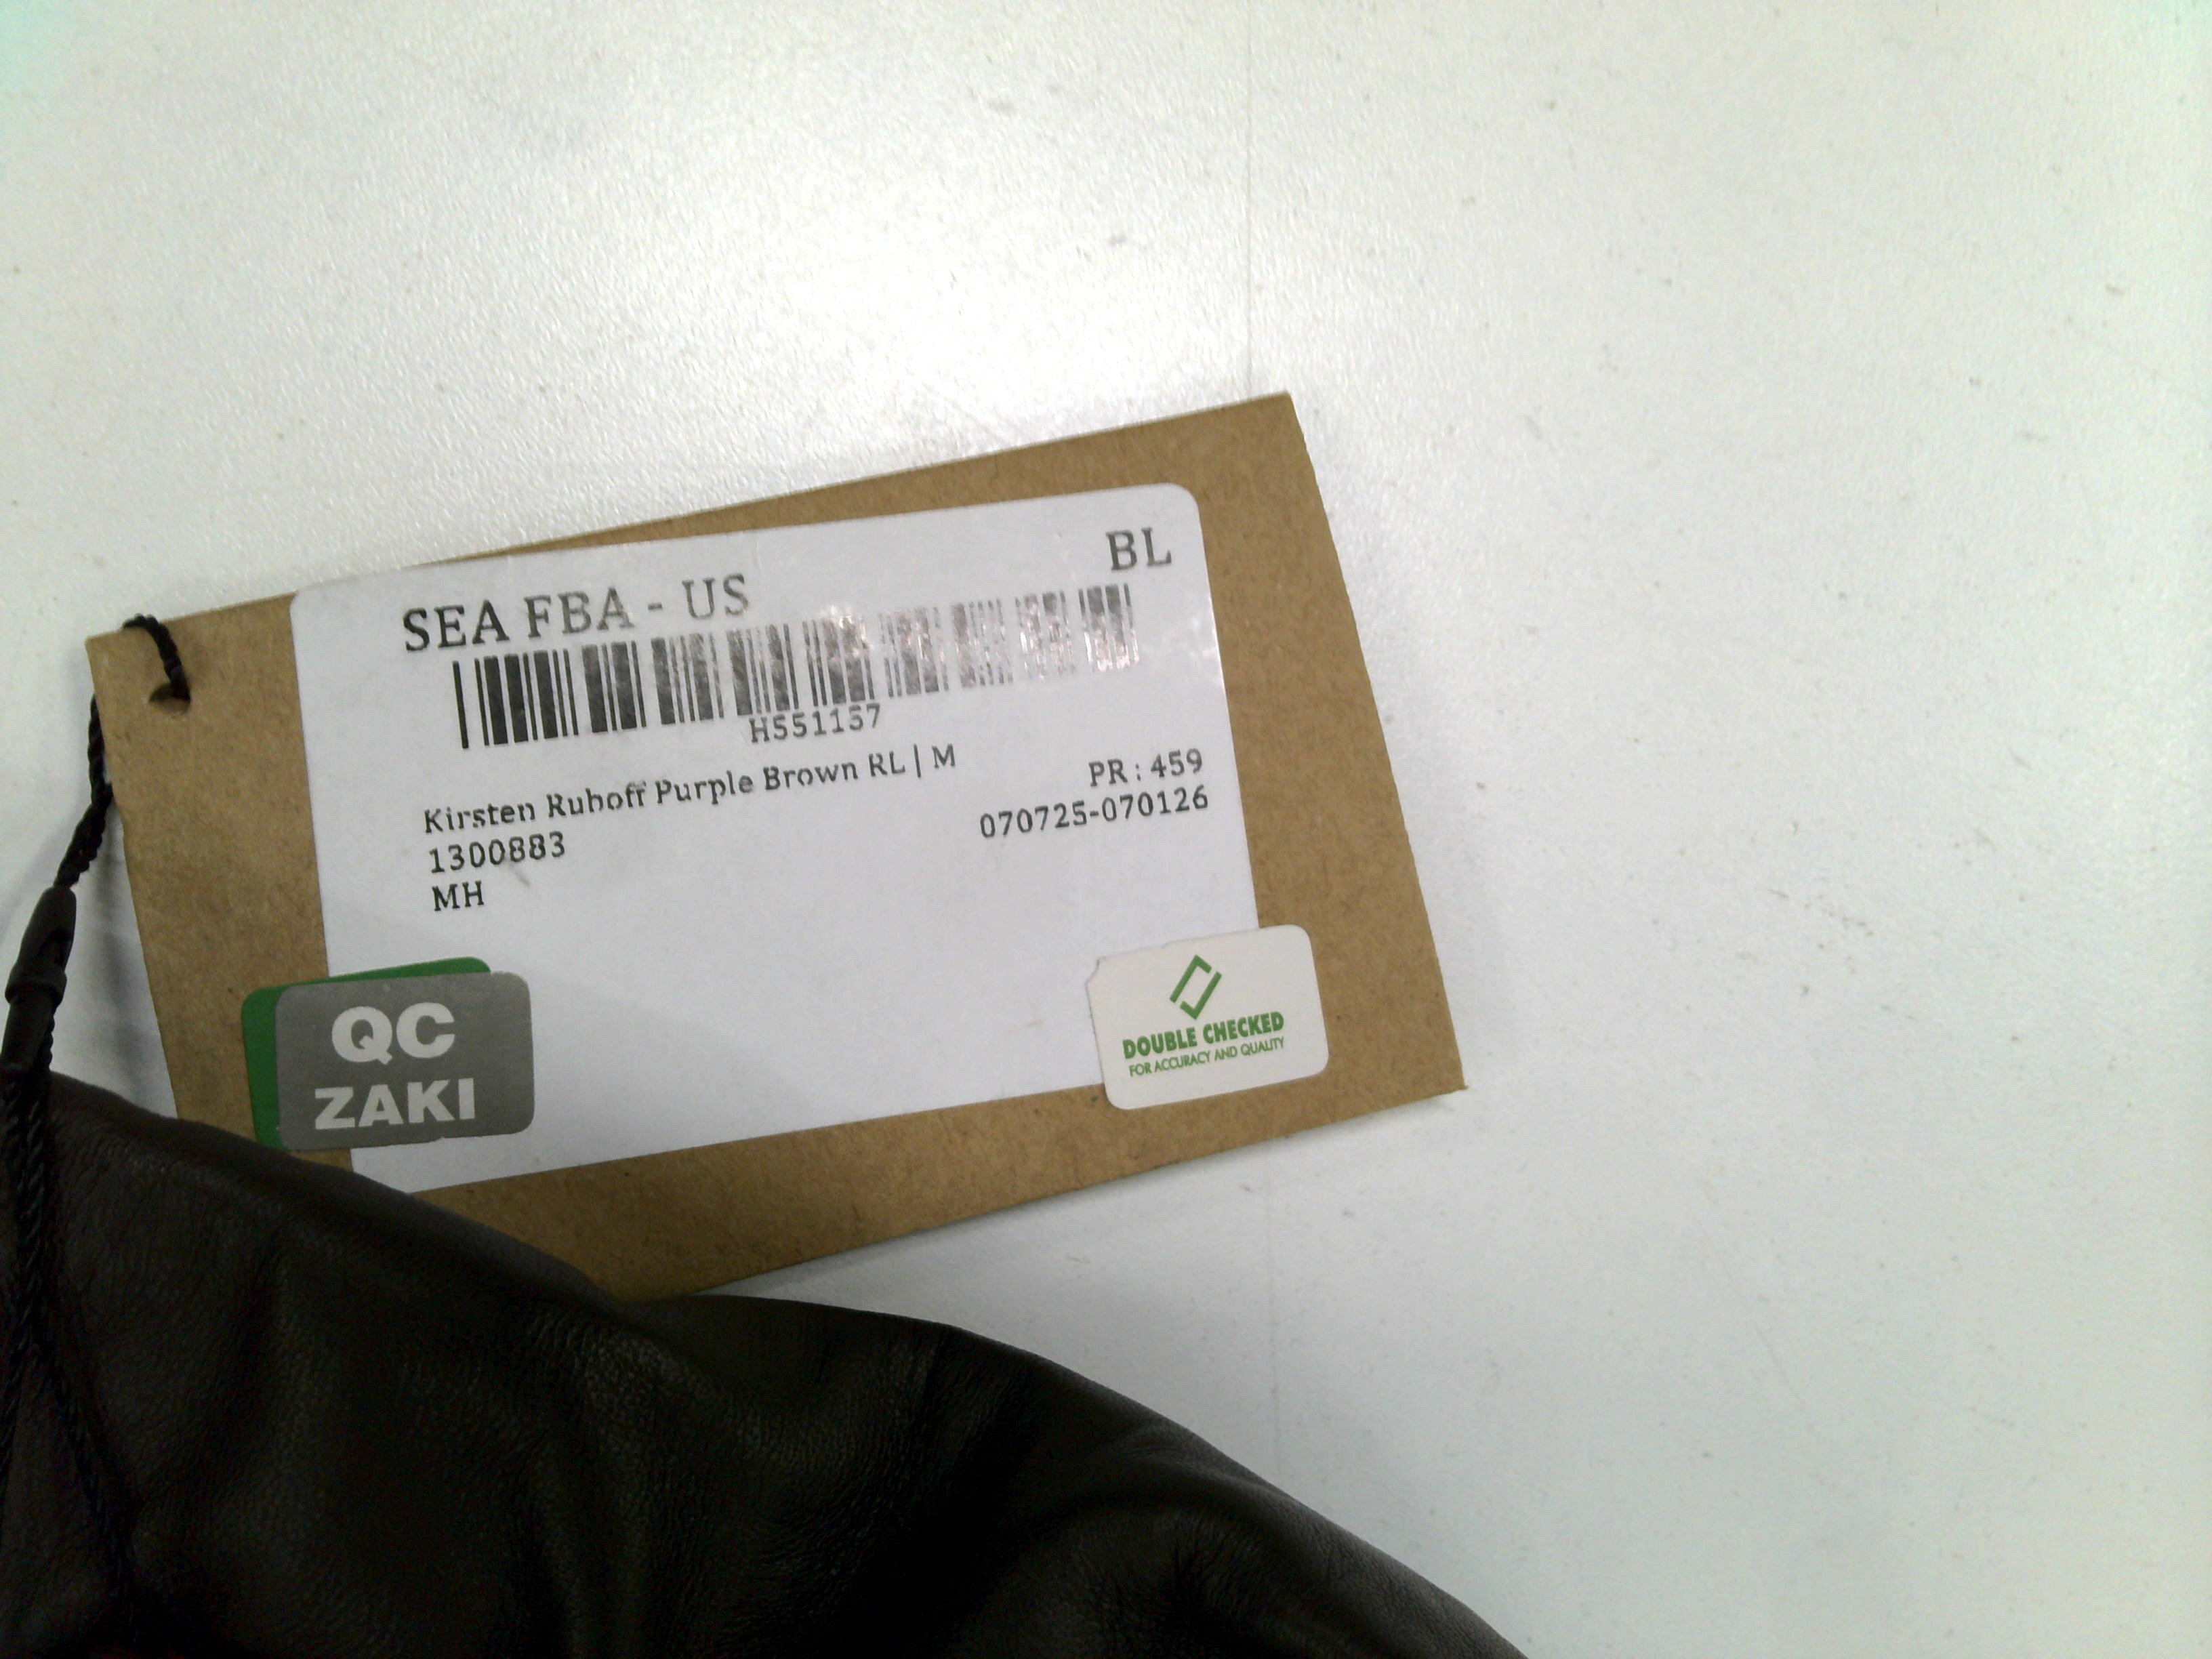 SEA FBA - US
BL
H551157
Kirsten Ruhoff Purple Brown RL | M
PR : 459
1300883
070725-070126
MH
QC
ZAKI
DOUBLE CHECKED
FOR ACCURACY AND QUALITY